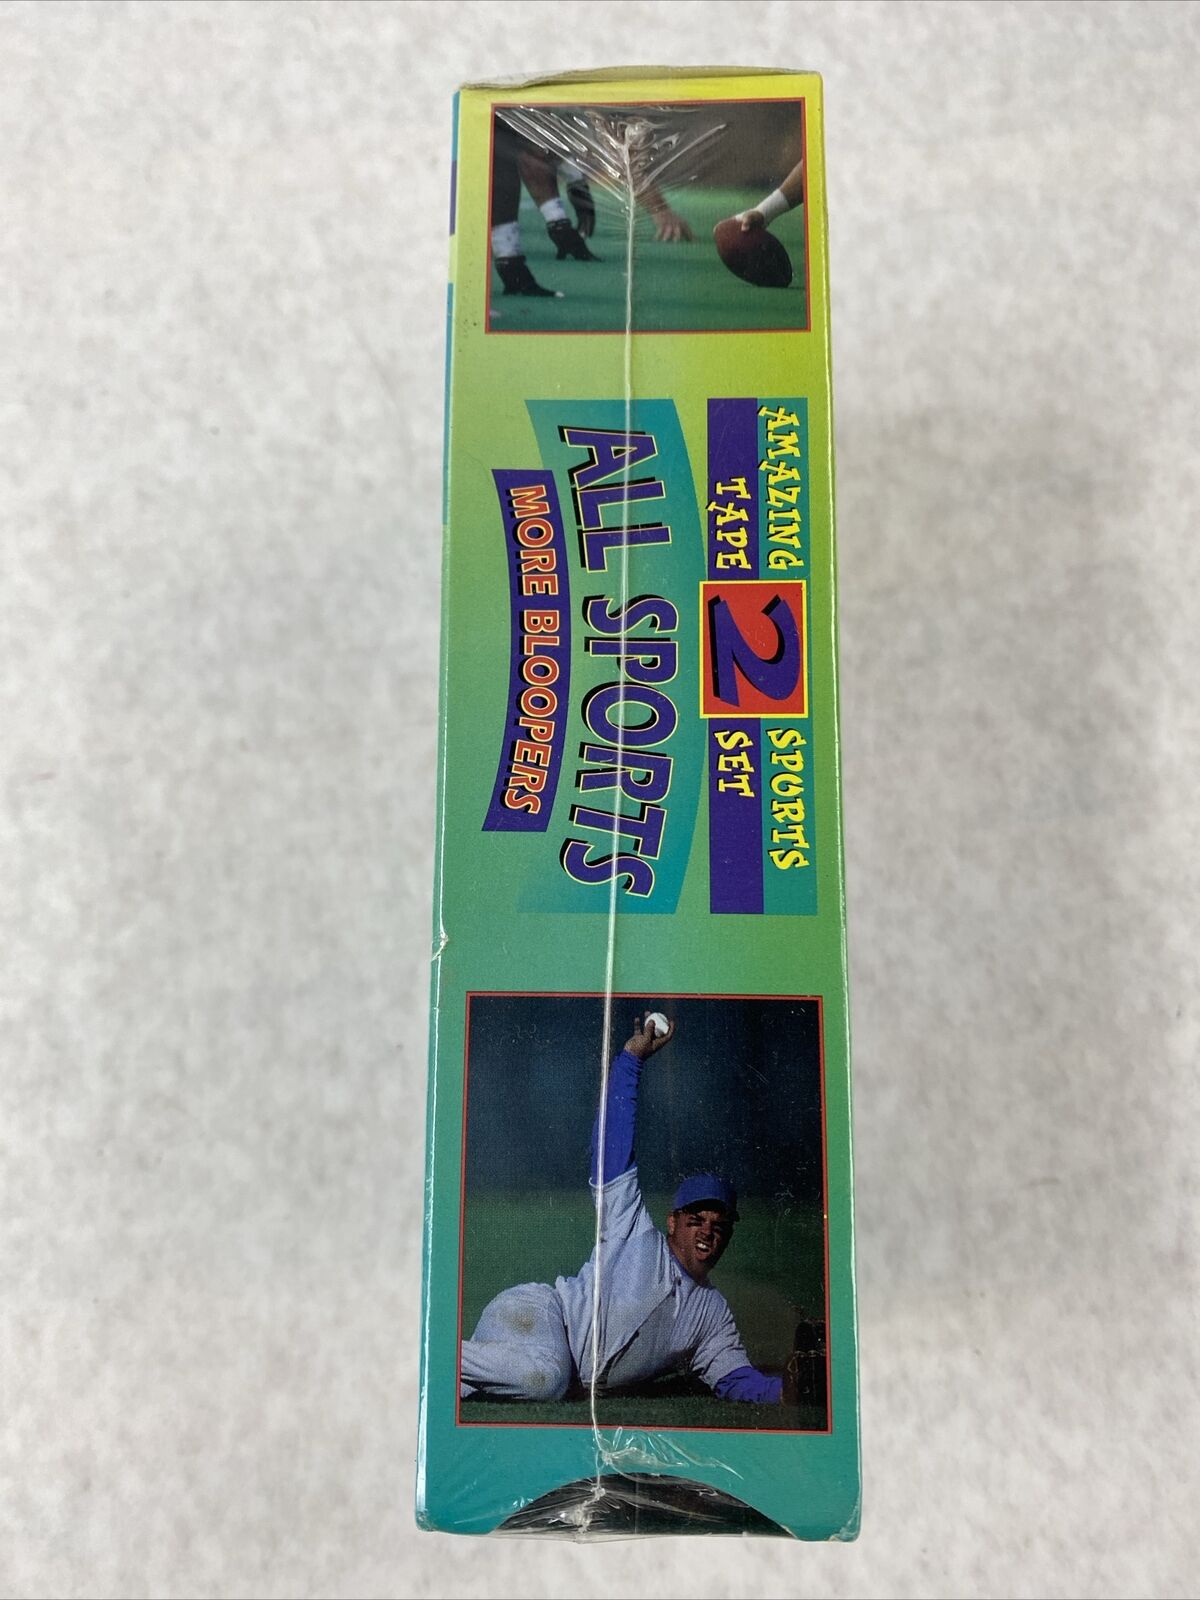 AMAZING 2 SPORTS
TAPE SET
ALL SPORTS
MORE BLOOPERS